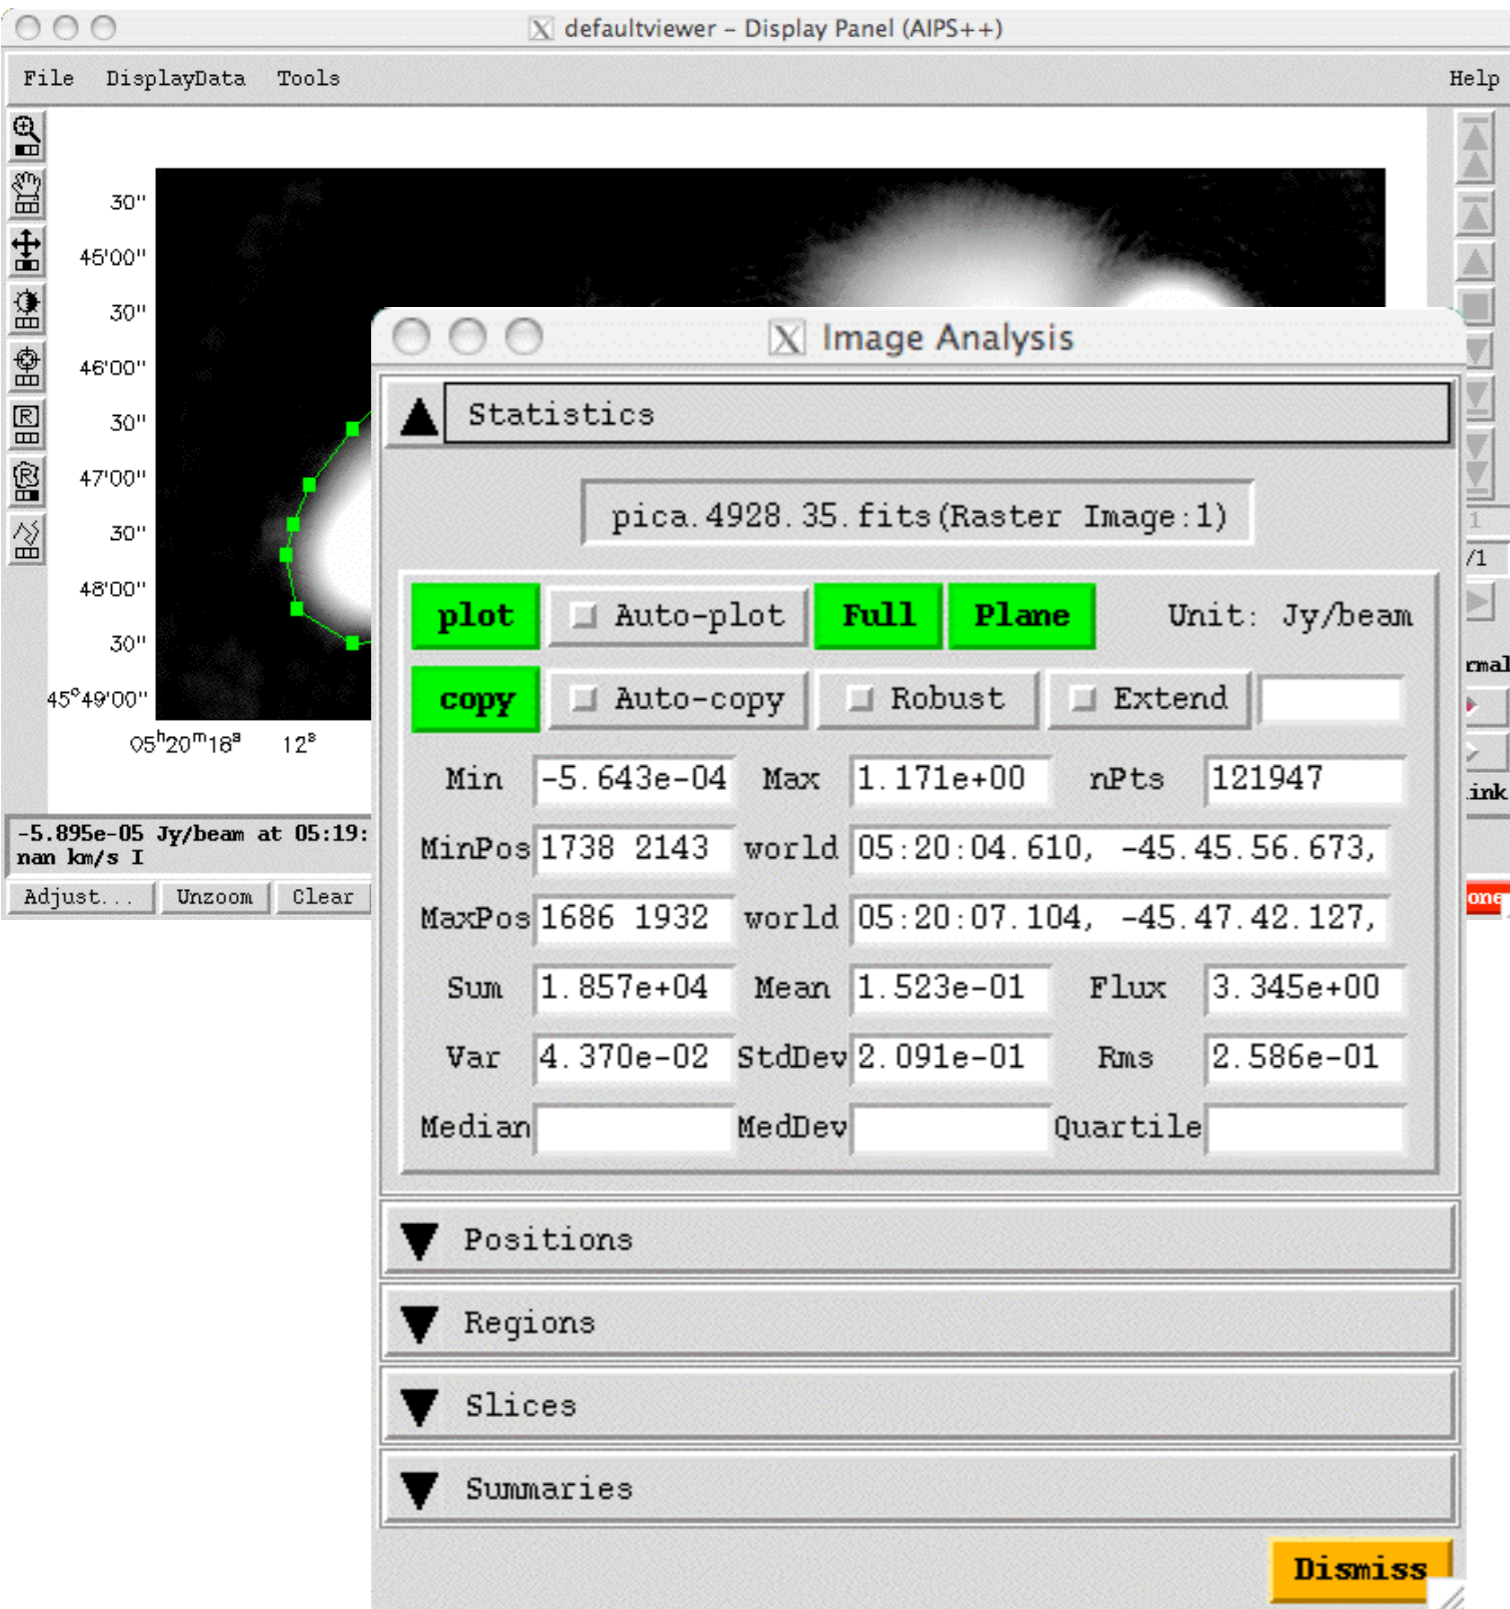 defaultviewer – Display Panel (AIPS++)
File DisplayData Tools Help
30"
45'00"
30"
46'00"
30"
47'00"
30"
48'00"
30"
45°49'00"
05ʰ20ᵐ18ˢ 12ˢ
-5.895e-05 Jy/beam at 05:19:
nan km/s I
Adjust... Unzoom Clear
R
R
1
/1
Image Analysis
Statistics
pica.4928.35.fits(Raster Image:1)
plot Auto-plot Full Plane Unit: Jy/beam
copy Auto-copy Robust Extend
Min -5.643e-04 Max 1.171e+00 nPts 121947
MinPos 1738 2143 world 05:20:04.610, -45.45.56.673,
MaxPos 1686 1932 world 05:20:07.104, -45.47.42.127,
Sum 1.857e+04 Mean 1.523e-01 Flux 3.345e+00
Var 4.370e-02 StdDev 2.091e-01 Rms 2.586e-01
Median MedDev Quartile
Positions
Regions
Slices
Summaries
Dismiss